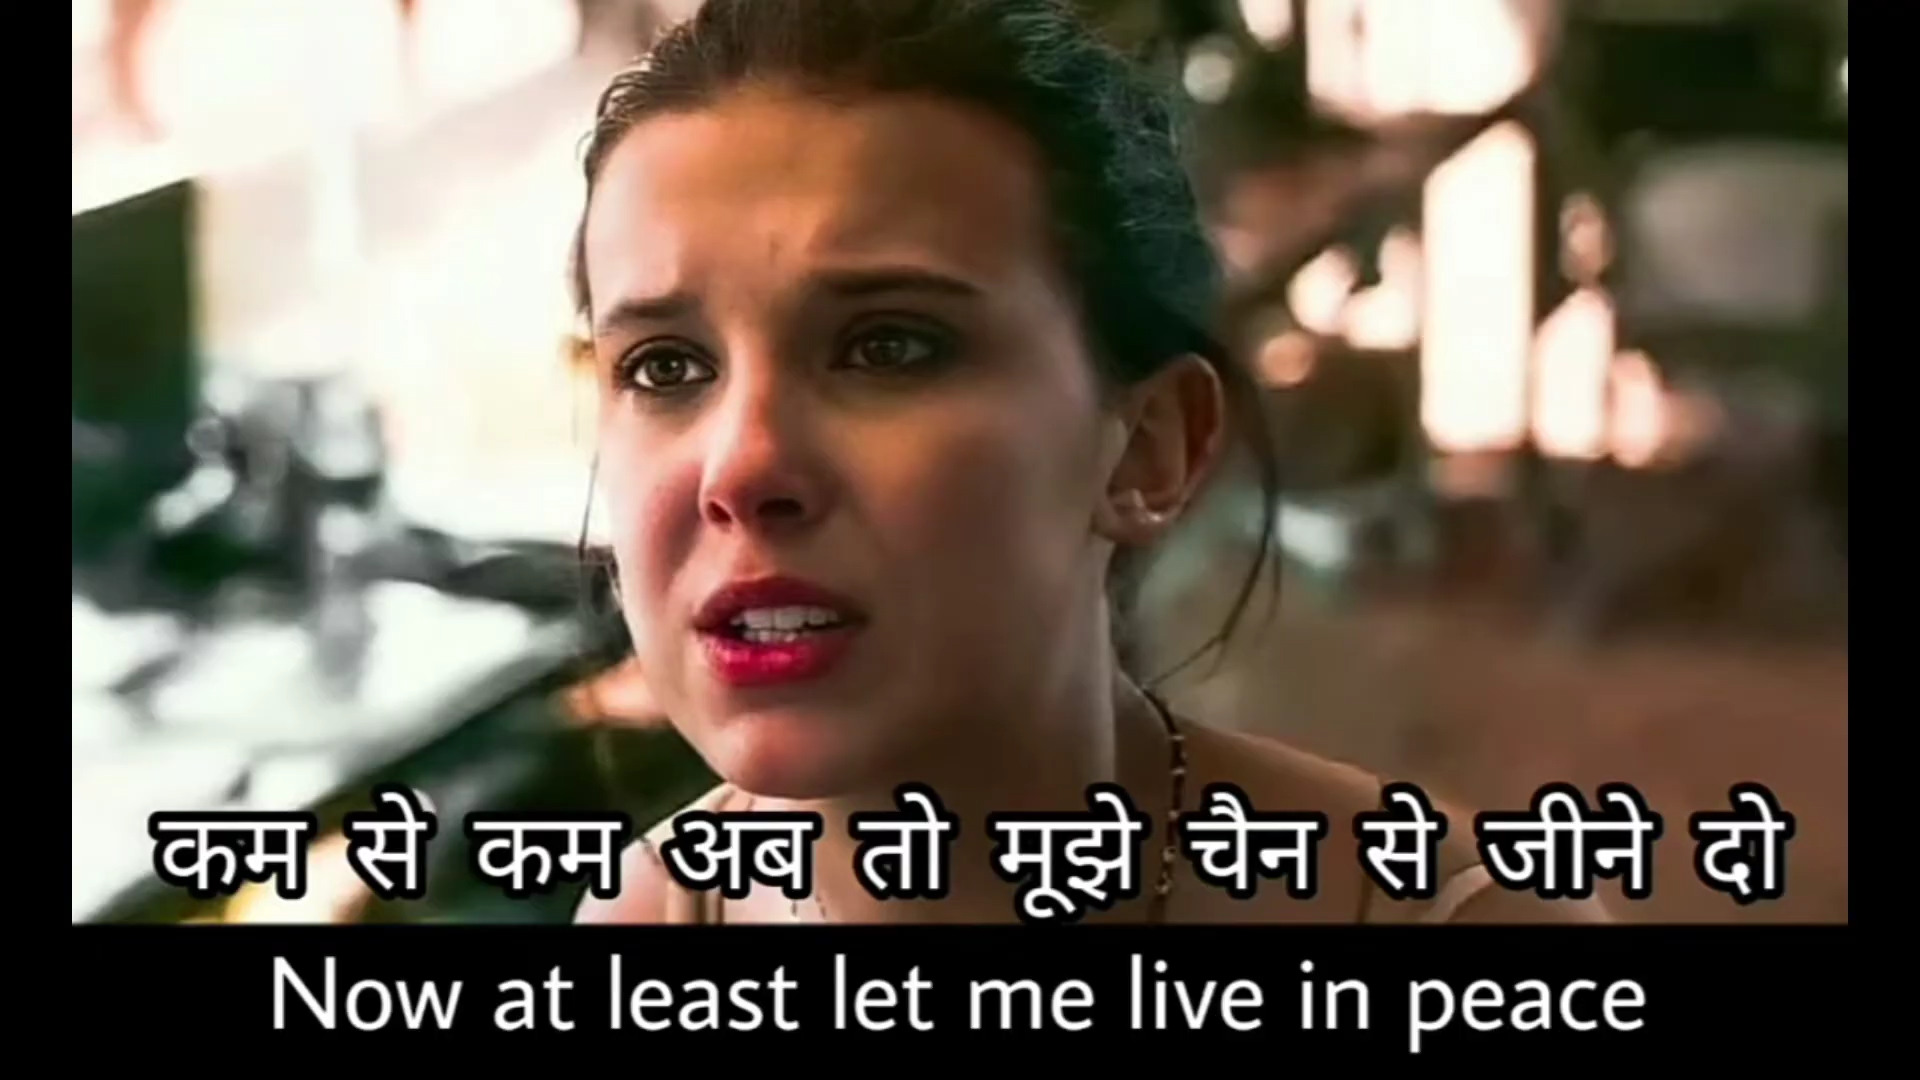 कम से कम अब तो मूझे चैन से जीने दो
Now at least let me live in peace